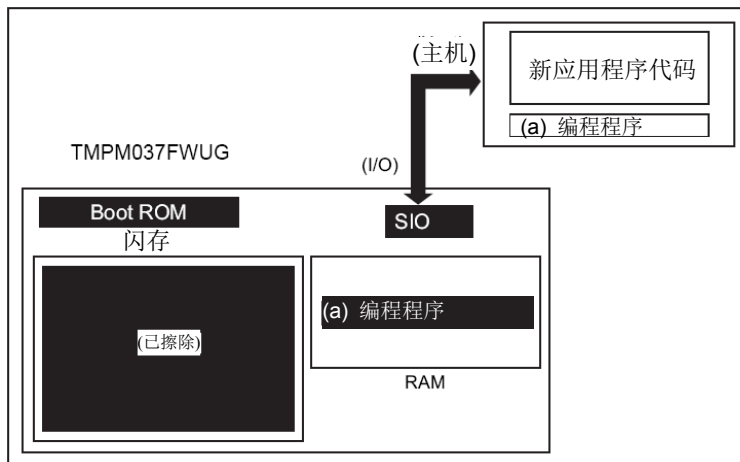 (主机)
新应用程序代码
(a) 编程程序
TMPM037FWUG
(I/O)
Boot ROM
SIO
闪存
(a) 编程程序
(已擦除)
RAM